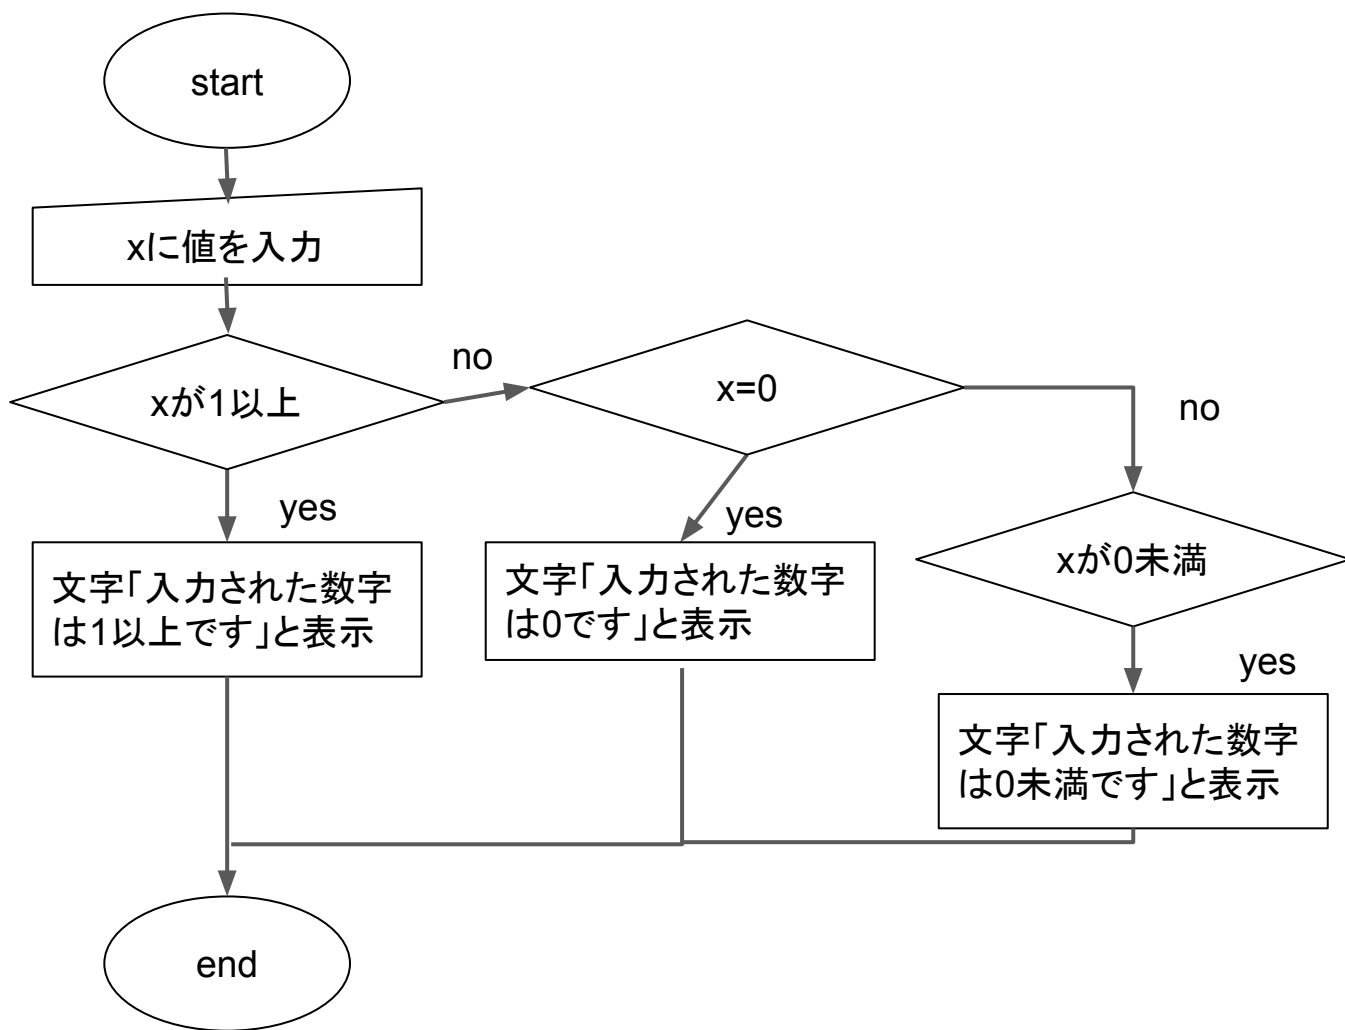 start
xに値を入力
xが1以上
no
x=0
no
yes
文字「入力された数字
は1以上です」と表示
yes
文字「入力された数字
は0です」と表示
xが0未満
yes
文字「入力された数字
は0未満です」と表示
end